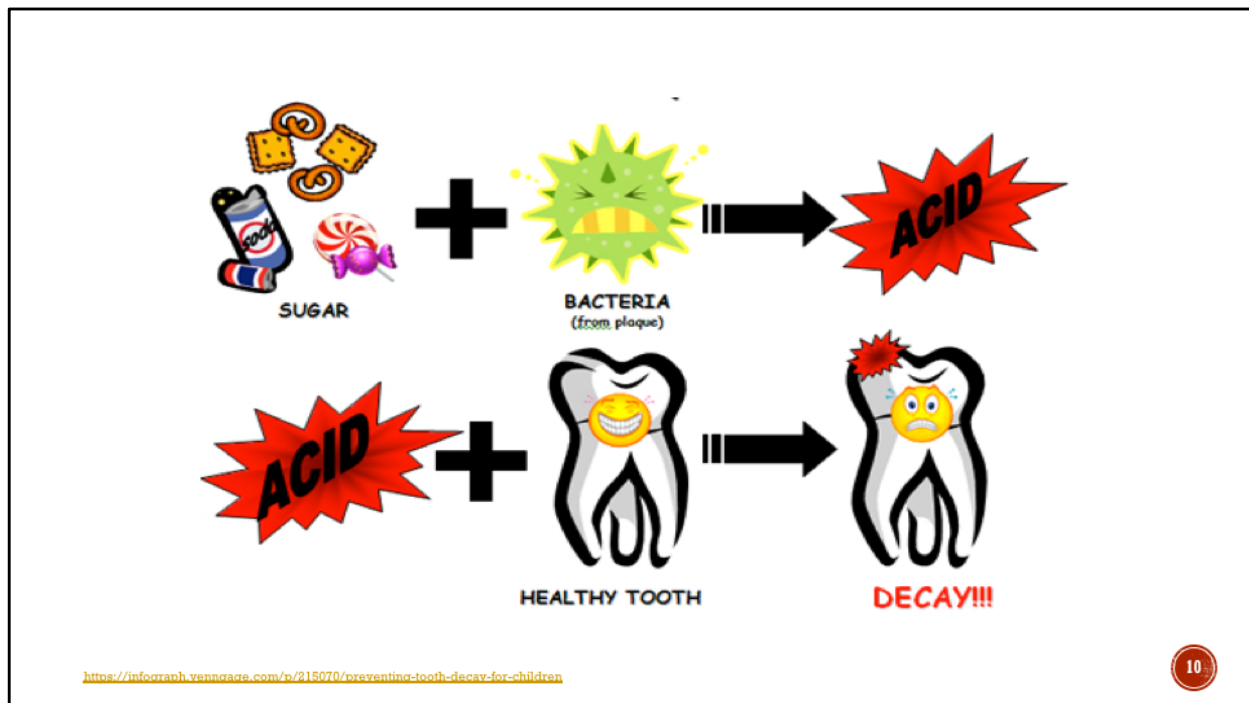 soda
SUGAR
BACTERIA
(from plaque)
ACID
ACID
HEALTHY TOOTH
DECAY!!!
https://infograph.venngage.com/p/215070/preventing-tooth-decay-for-children
10